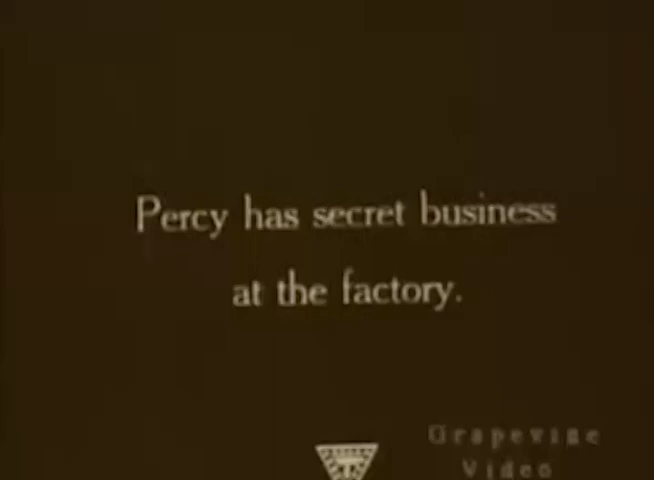 Percy has secret business
at the factory.
Grapevine
Video